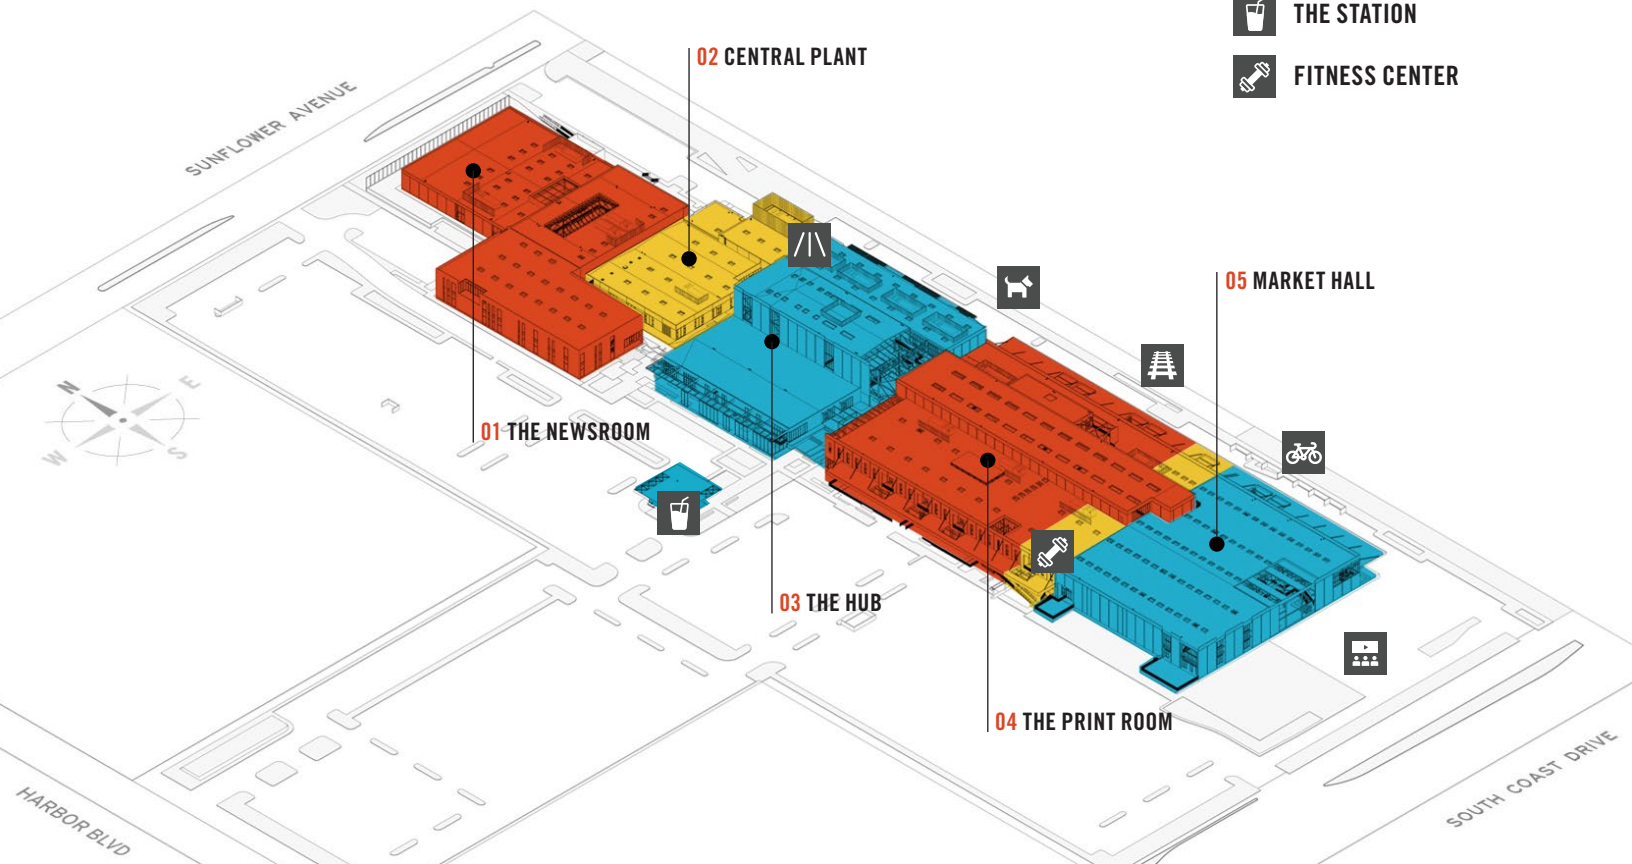 THE STATION
FITNESS CENTER
02 CENTRAL PLANT
SUNFLOWER AVENUE
05 MARKET HALL
N
E
W
S
01 THE NEWSROOM
03 THE HUB
04 THE PRINT ROOM
HARBOR BLVD
SOUTH COAST DRIVE